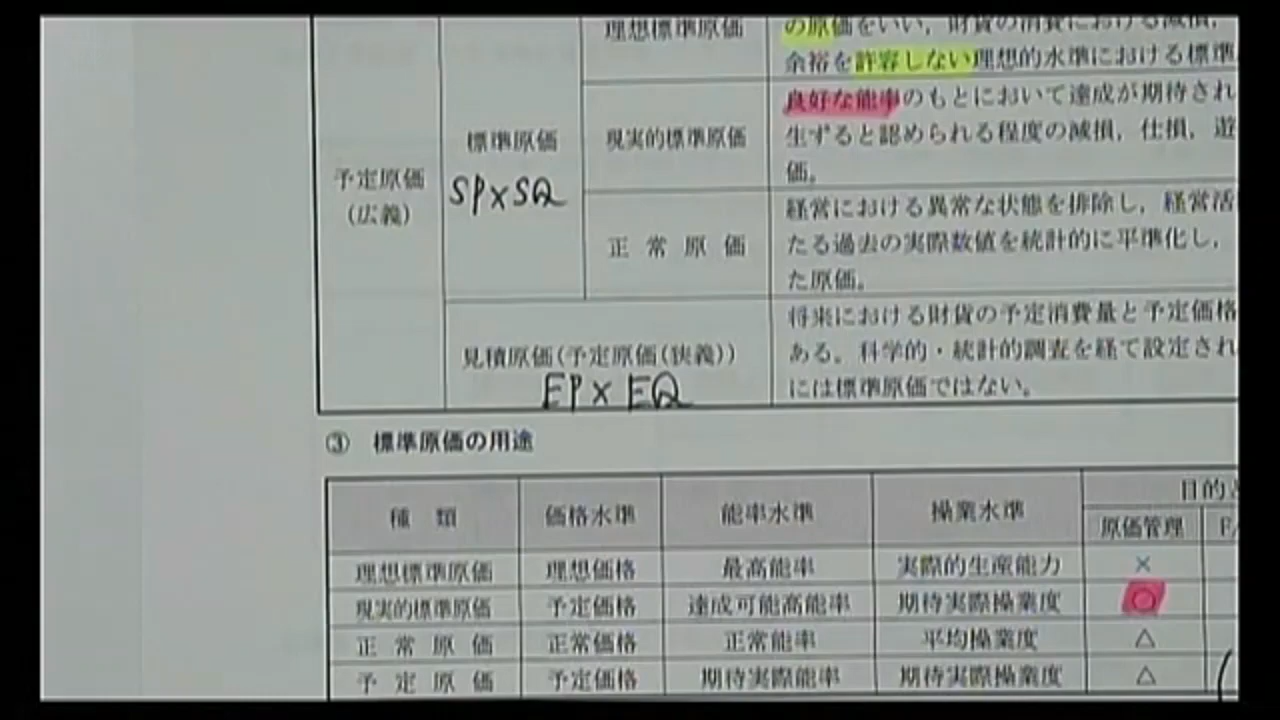 理想標準原価
の原価をいい，財貨の消費における減損，
余裕を許容しない理想的水準における標準
予定原価
（広義）
標準原価
SP×SQ
現実的標準原価
良好な能率のもとにおいて達成が期待され
生ずると認められる程度の減損，仕損，遊
価。
正常原価
経営における異常な状態を排除し，経営活
たる過去の実際数値を統計的に平準化し，
た原価。
見積原価（予定原価（狭義））
EP×EQ
将来における財貨の予定消費量と予定価格
ある。科学的・統計的調査を経て設定され
には標準原価ではない。
③ 標準原価の用途
種類 価格水準 能率水準 操業水準 目的
原価管理 F/
理想標準原価 理想価格 最高能率 実際的生産能力 ×
現実的標準原価 予定価格 達成可能高能率 期待実際操業度 ○
正常原価 正常価格 正常能率 平均操業度 △
予定原価 予定価格 期待実際能率 期待実際操業度 △